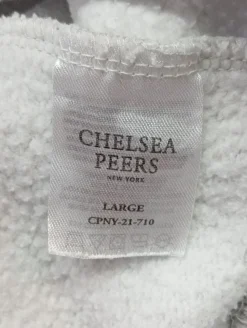 CHELSEA
PEERS
NEW YORK
LARGE
CPNY-21-710